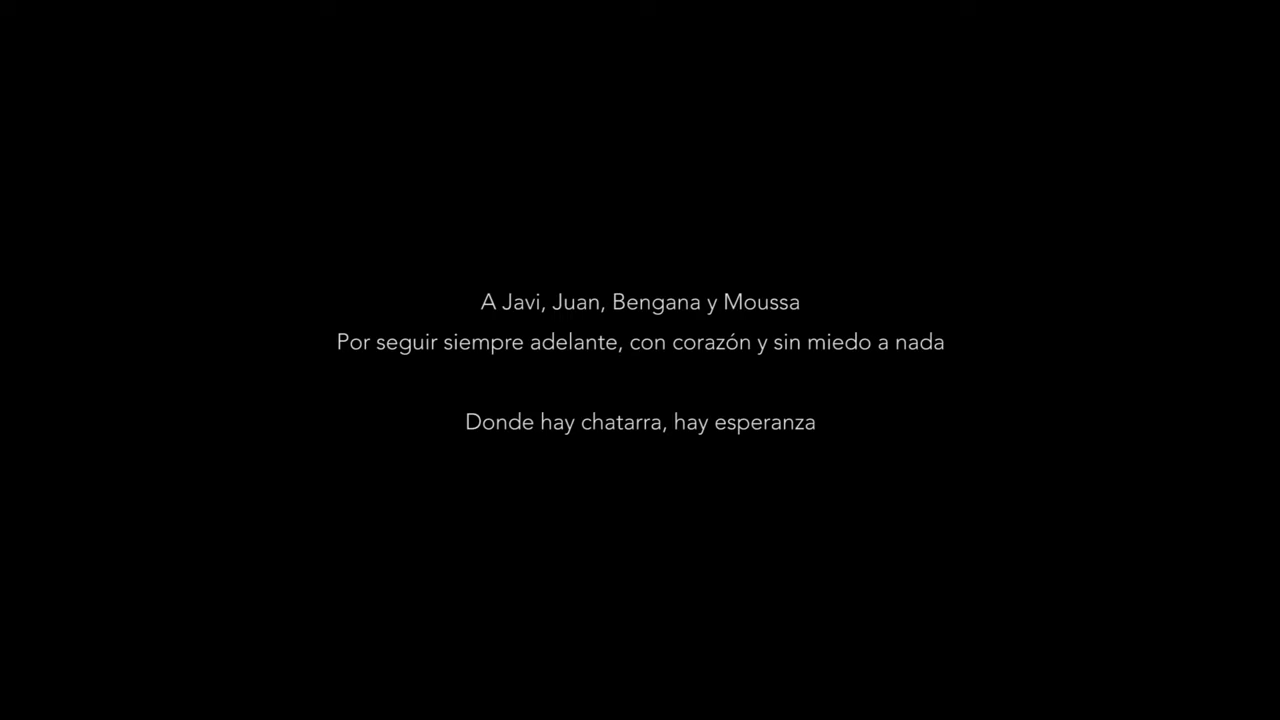 A Javi, Juan, Bengana y Moussa
Por seguir siempre adelante, con corazón y sin miedo a nada
Donde hay chatarra, hay esperanza